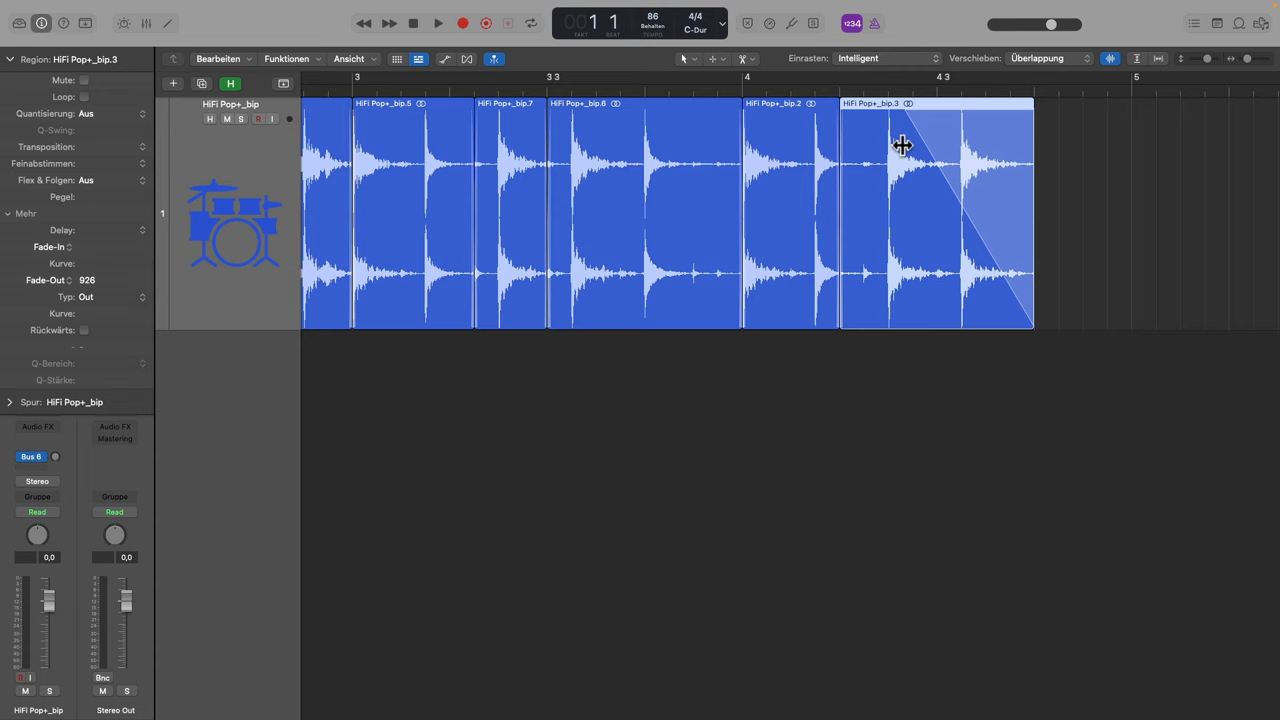 1 1
86
4/4
Behalten
C-Dur
TAKT
BEAT
TEMPO
1234
Region: HiFi Pop+_bip.3
Bearbeiten
Funktionen
Ansicht
Einrasten: Intelligent
Verschieben: Überlappung
Mute:
Loop:
Quantisierung: Aus
Q-Swing:
Transposition:
Feinabstimmen:
Flex & Folgen: Aus
Pegel:
Mehr
Delay:
Fade-In
Kurve:
Fade-Out 926
Typ: Out
Kurve:
Rückwärts:
- -
Q-Bereich:
Q-Stärke:
Spur: HiFi Pop+_bip
H
3
3 3
4
4 3
5
HiFi Pop+_bip
H M S R I
1
HiFi Pop+_bip.5
HiFi Pop+_bip.7
HiFi Pop+_bip.6
HiFi Pop+_bip.2
HiFi Pop+_bip.3
Audio FX
Audio FX
Mastering
Bus 6
Stereo
Gruppe
Gruppe
Read
Read
0,0
0,0
R I
Bnc
M S
M S
HiFi Pop+_bip
Stereo Out